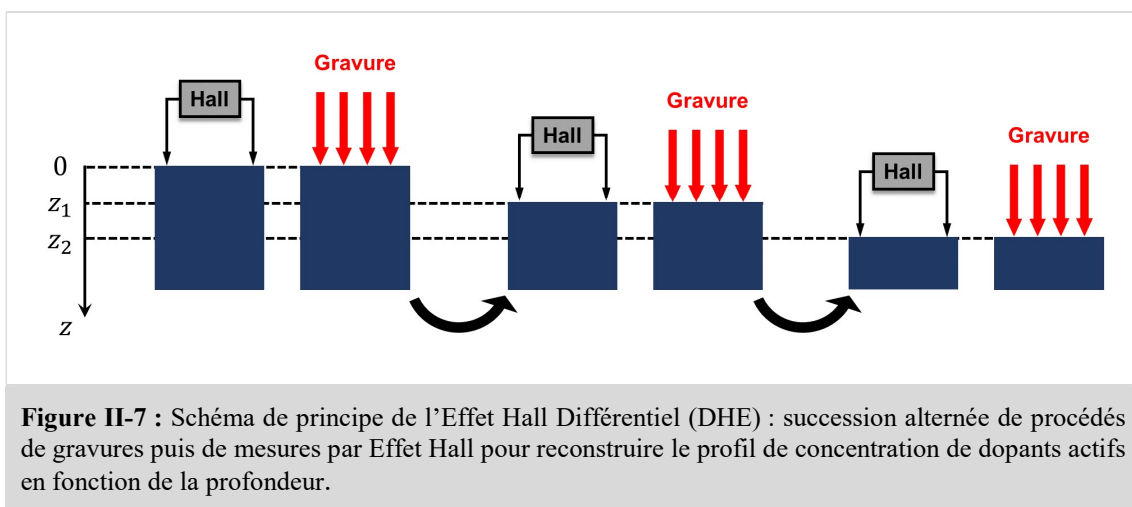 Gravure
Hall
Gravure
Hall
Gravure
Hall
0
z₁
z₂
z
Figure II-7 : Schéma de principe de l’Effet Hall Différentiel (DHE) : succession alternée de procédés
de gravures puis de mesures par Effet Hall pour reconstruire le profil de concentration de dopants actifs
en fonction de la profondeur.